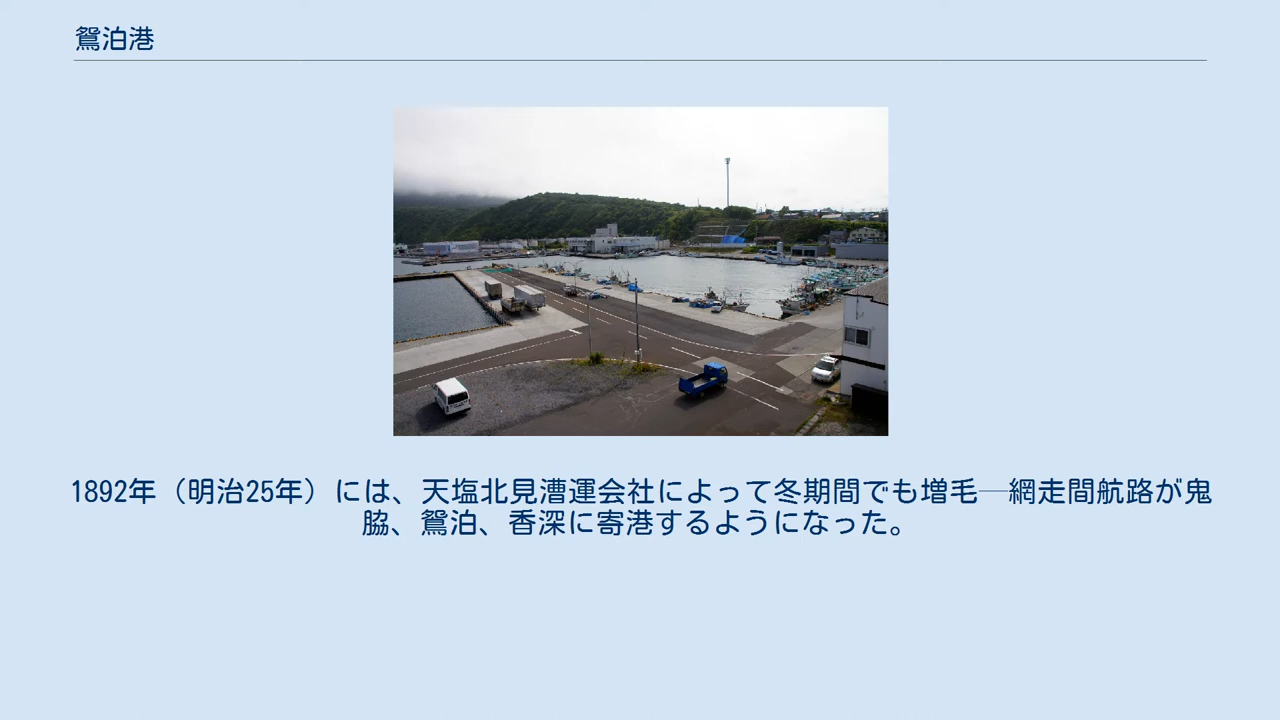 鴛泊港
1892年（明治25年）には、天塩北見漕運会社によって冬期間でも増毛─網走間航路が鬼
脇、鴛泊、香深に寄港するようになった。